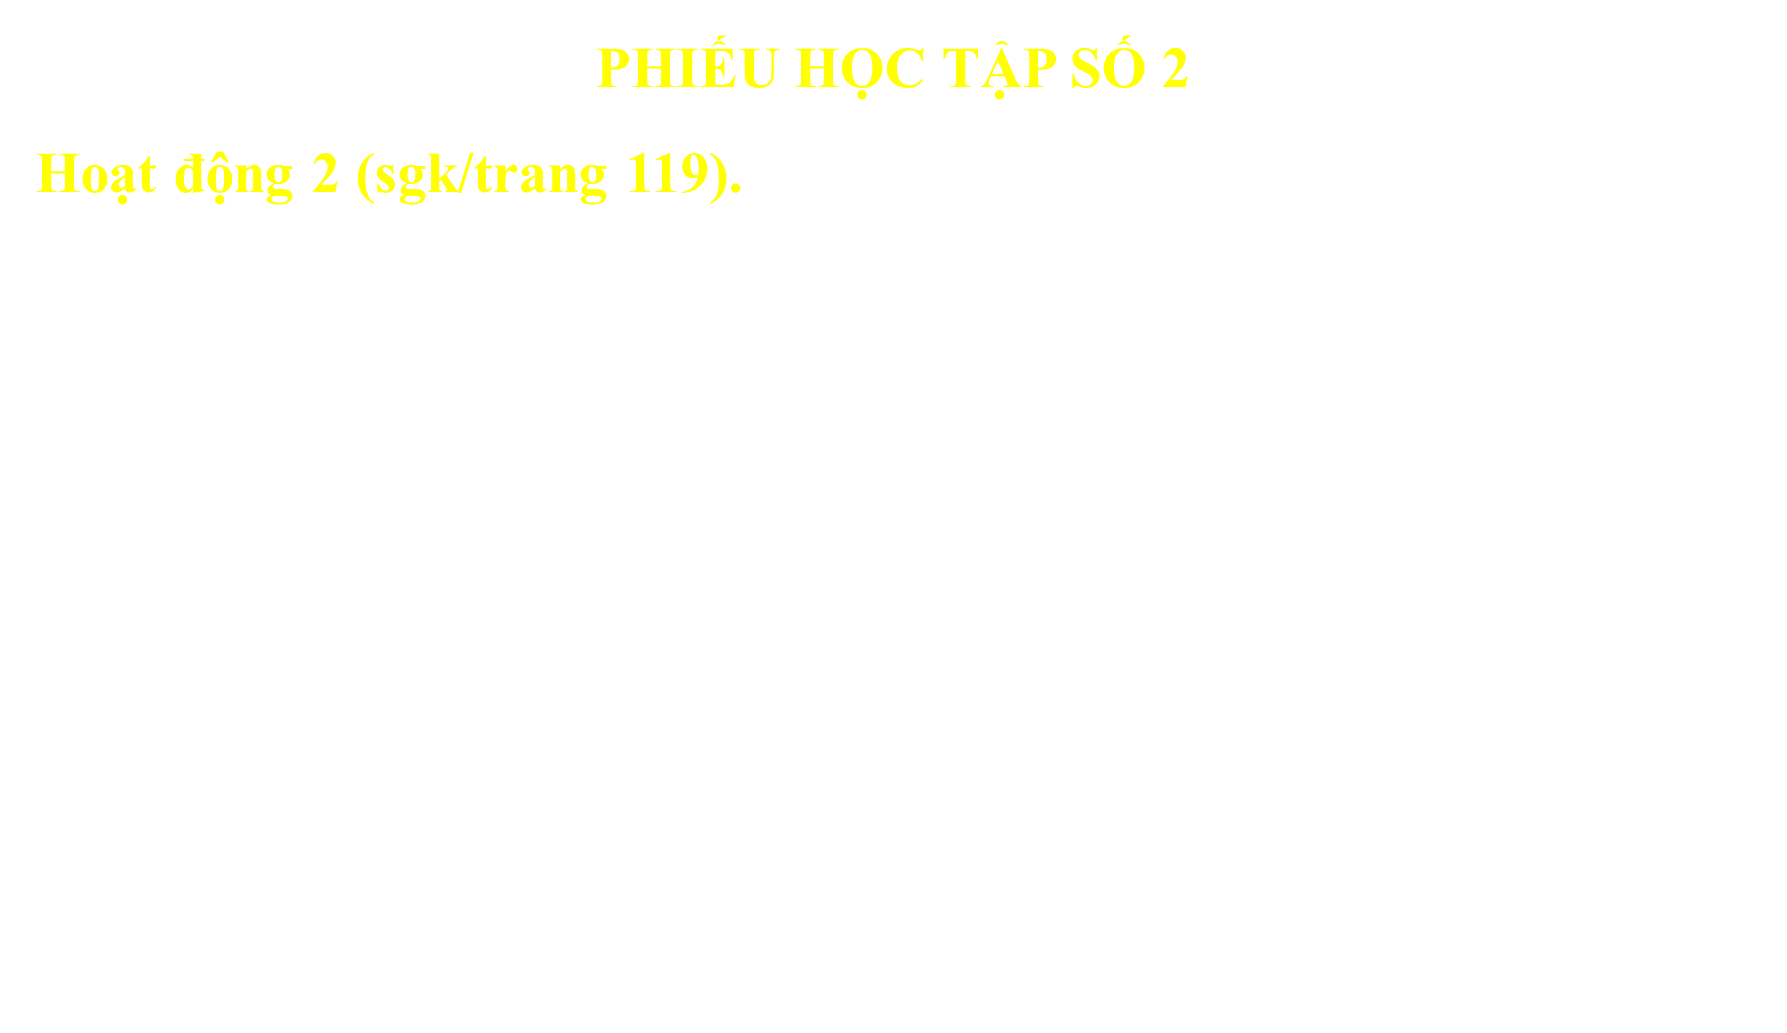 PHIẾU HỌC TẬP SỐ 2
Hoạt động 2 (sgk/trang 119).